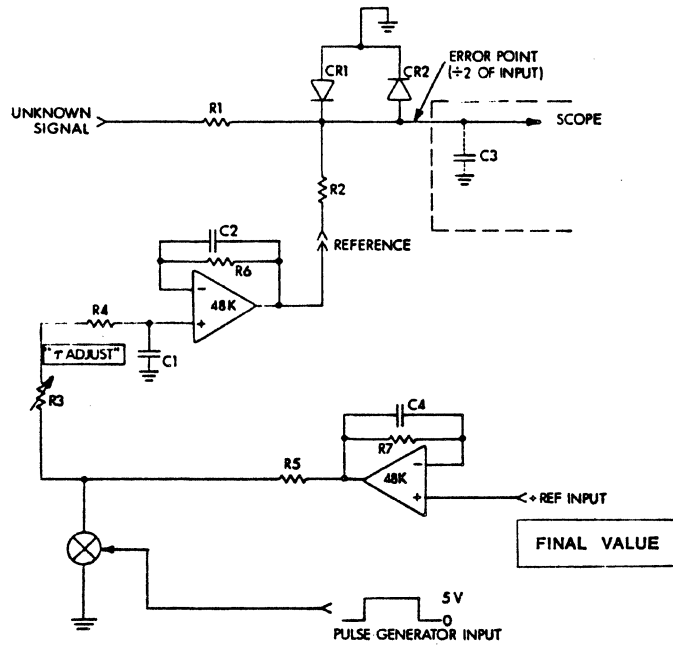 CR1
CR2
ERROR POINT
(÷2 OF INPUT)
UNKNOWN
SIGNAL
R1
SCOPE
C3
R2
C2
R6
REFERENCE
48K
-
+
R4
"τ ADJUST"
C1
R3
C4
R7
R5
48K
-
+
+ REF INPUT
FINAL VALUE
5 V
0
PULSE GENERATOR INPUT